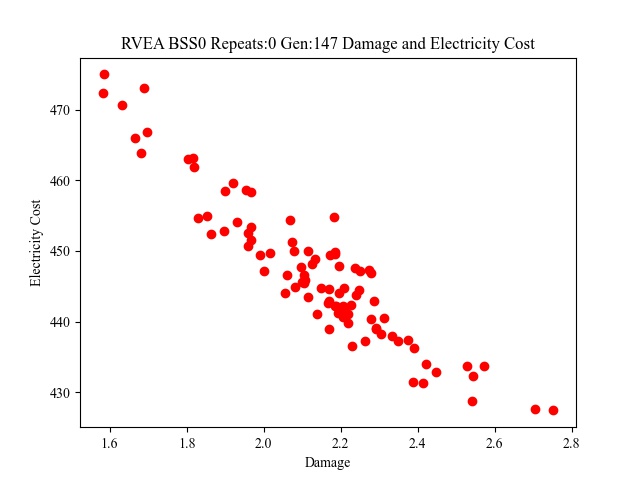 RVEA BSS0 Repeats:0 Gen:147 Damage and Electricity Cost
Electricity Cost
470
460
450
440
430
1.6 1.8 2.0 2.2 2.4 2.6 2.8
Damage